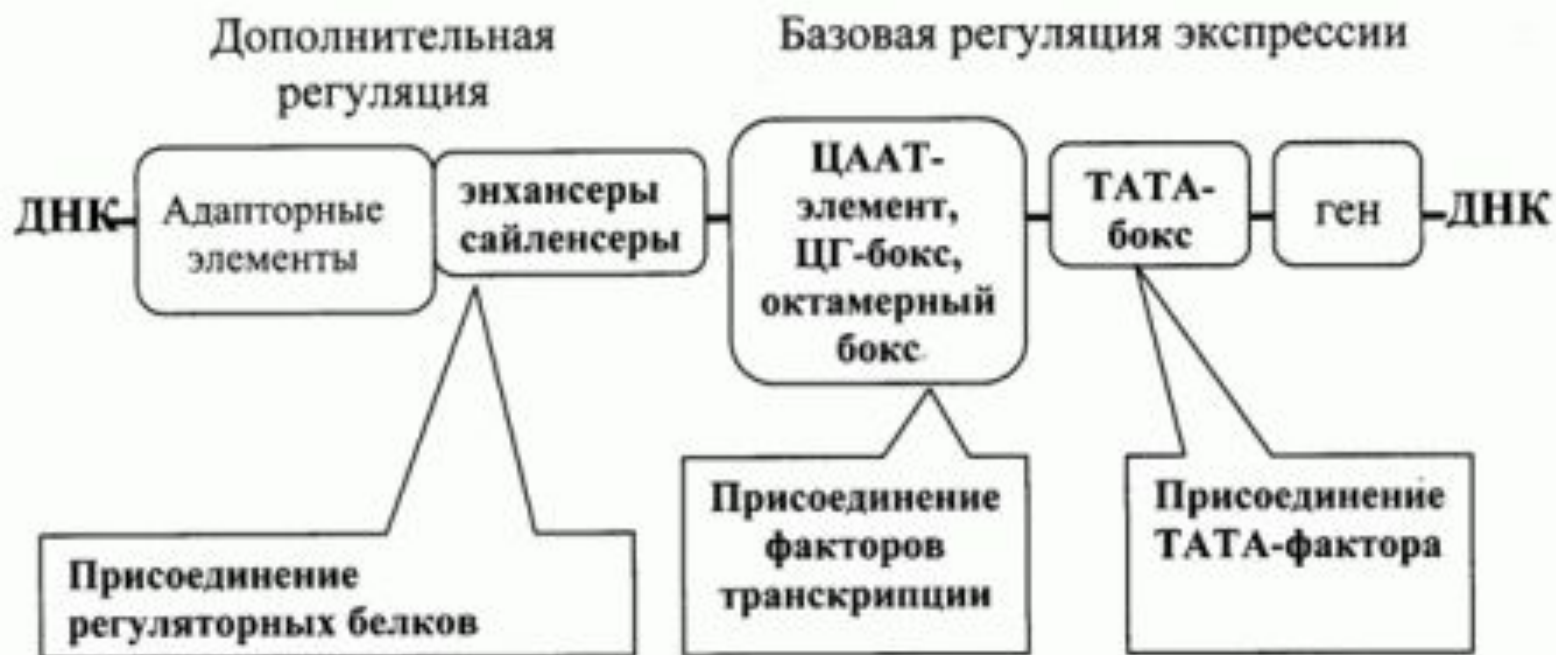 Дополнительная
регуляция
Базовая регуляция экспрессии
ДНК
Адапторные
элементы
энхансеры
сайленсеры
ЦААТ-
элемент,
ЦГ-бокс,
октамерный
бокс
ТАТА-
бокс
ген
ДНК
Присоединение
регуляторных белков
Присоединение
факторов
транскрипции
Присоединение
ТАТА-фактора